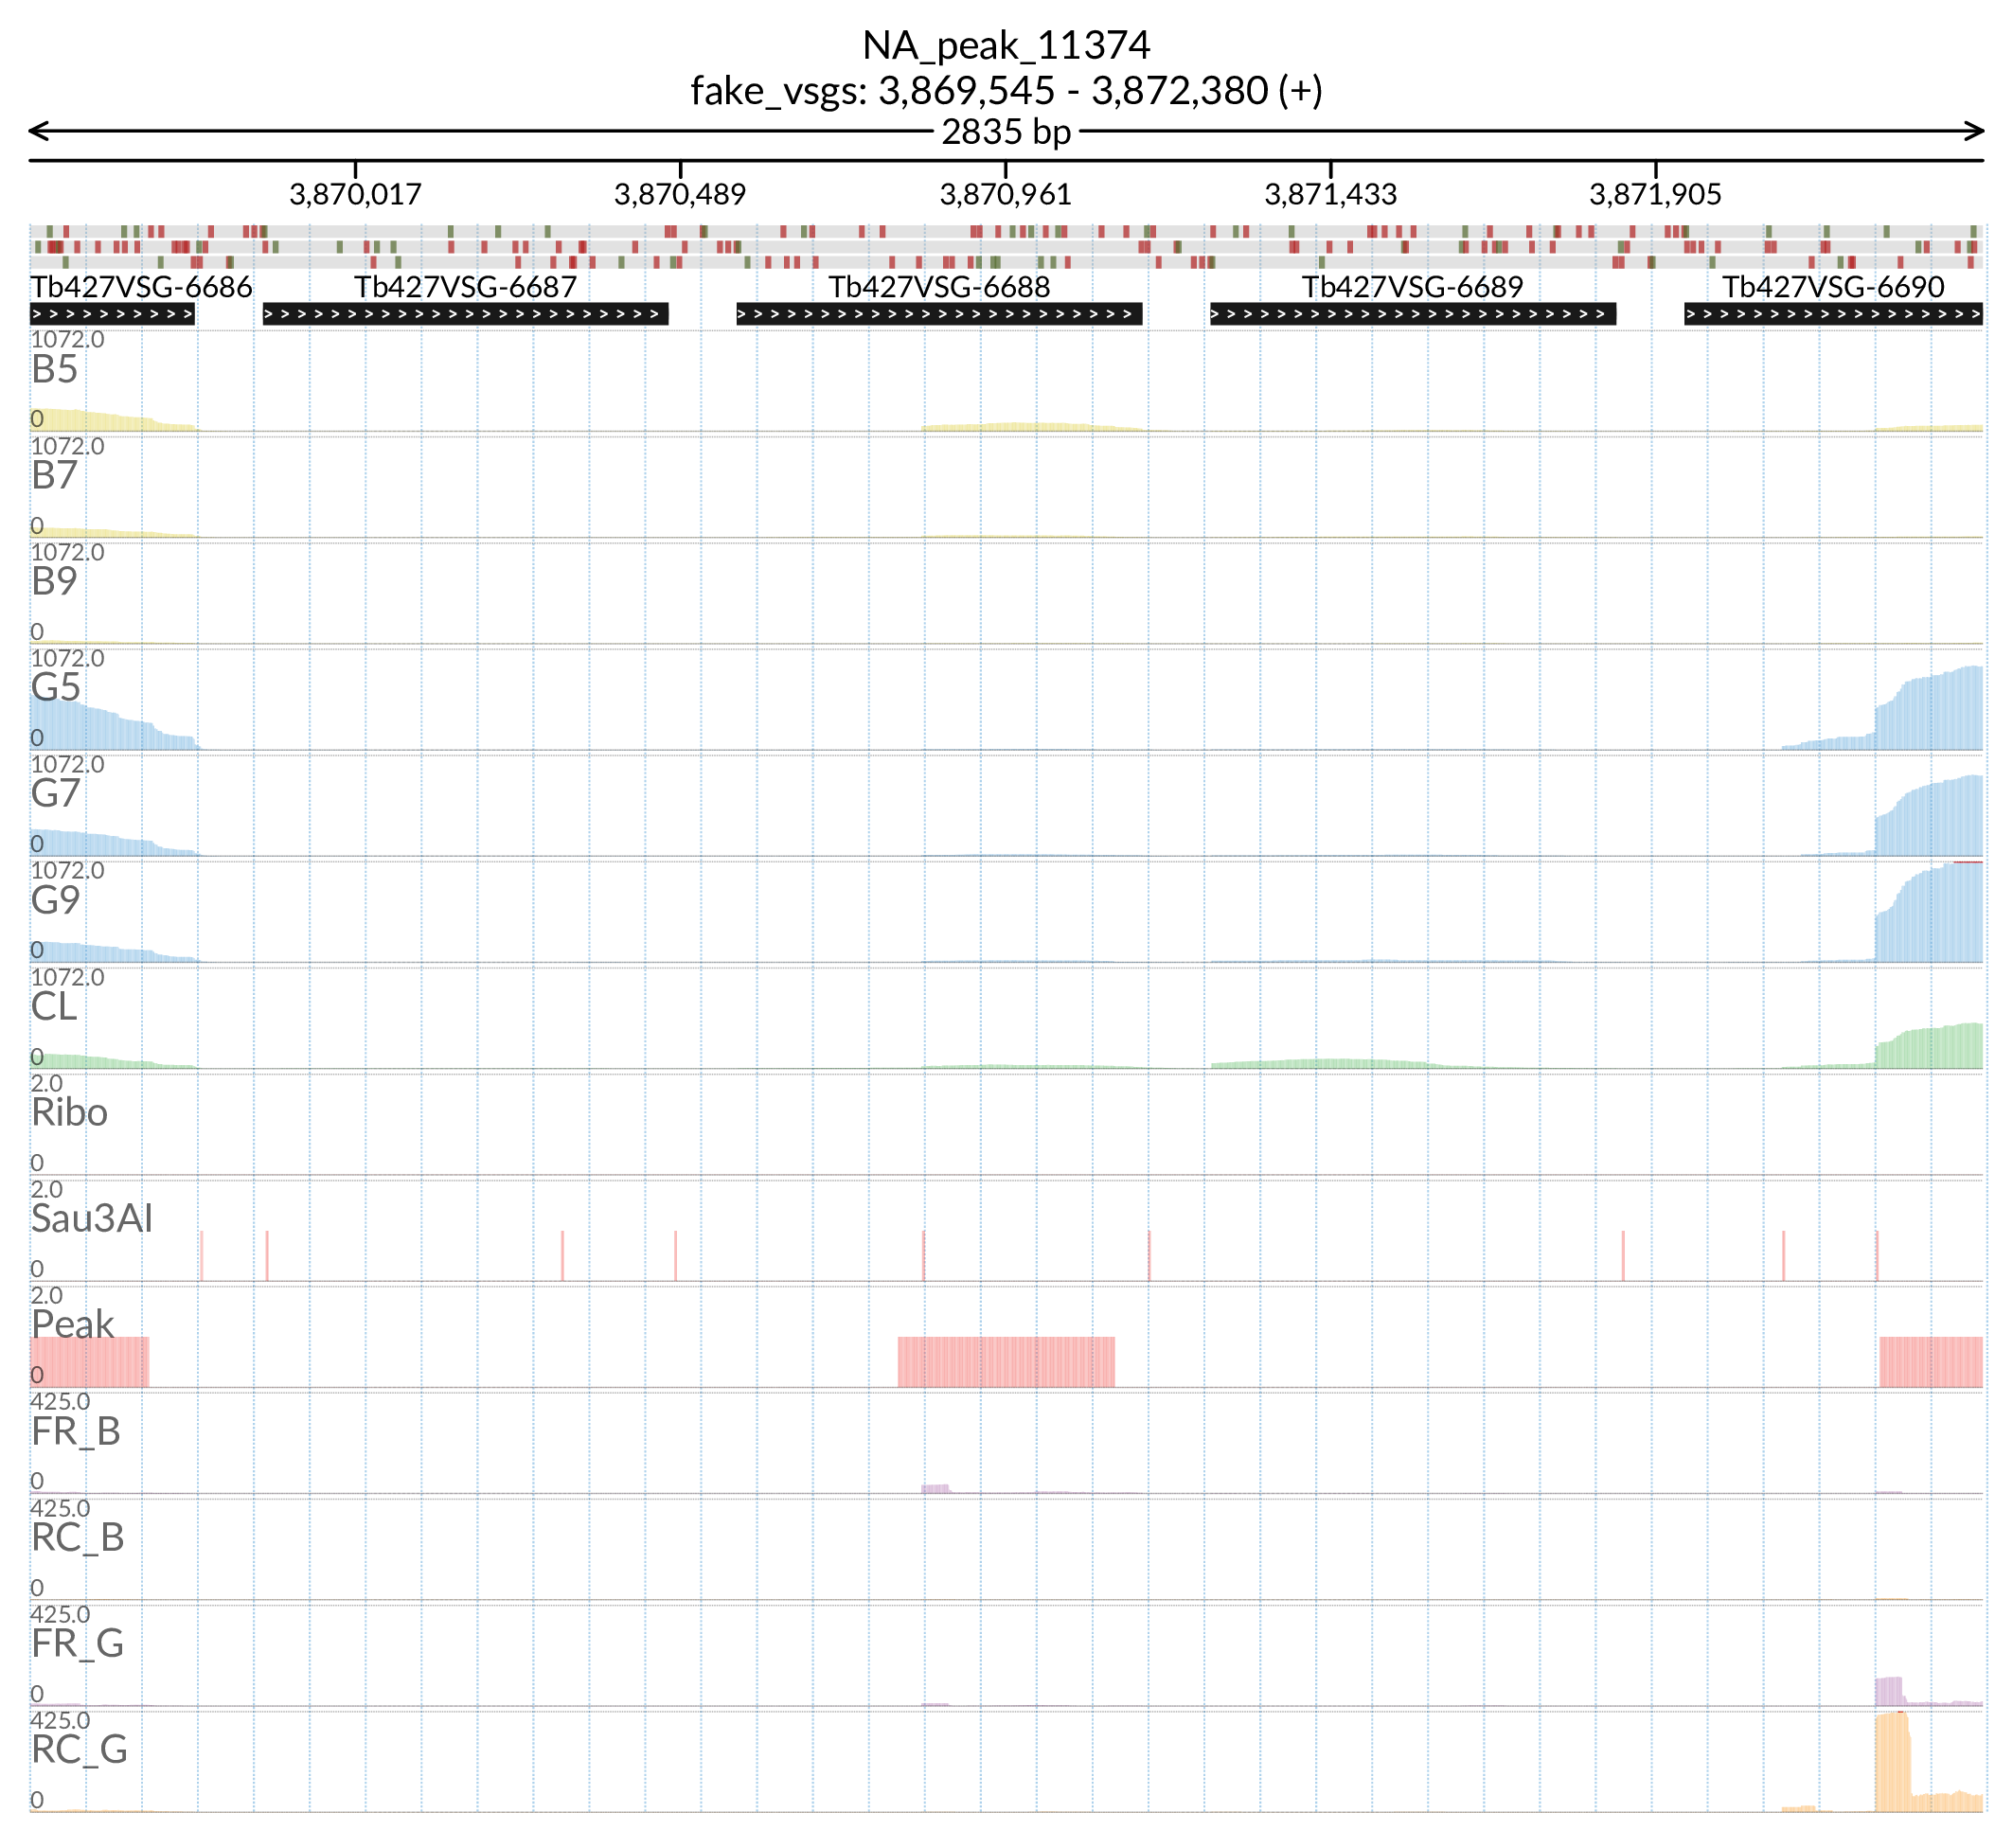 NA_peak_11374
fake_vsgs: 3,869,545 - 3,872,380 (+)
2835 bp
3,870,017 3,870,489 3,870,961 3,871,433 3,871,905
Tb427VSG-6686 Tb427VSG-6687 Tb427VSG-6688 Tb427VSG-6689 Tb427VSG-6690
1072.0
B5
0
1072.0
B7
0
1072.0
B9
0
1072.0
G5
0
1072.0
G7
0
1072.0
G9
0
1072.0
CL
0
2.0
Ribo
0
2.0
Sau3AI
0
2.0
Peak
0
425.0
FR_B
0
425.0
RC_B
0
425.0
FR_G
0
425.0
RC_G
0